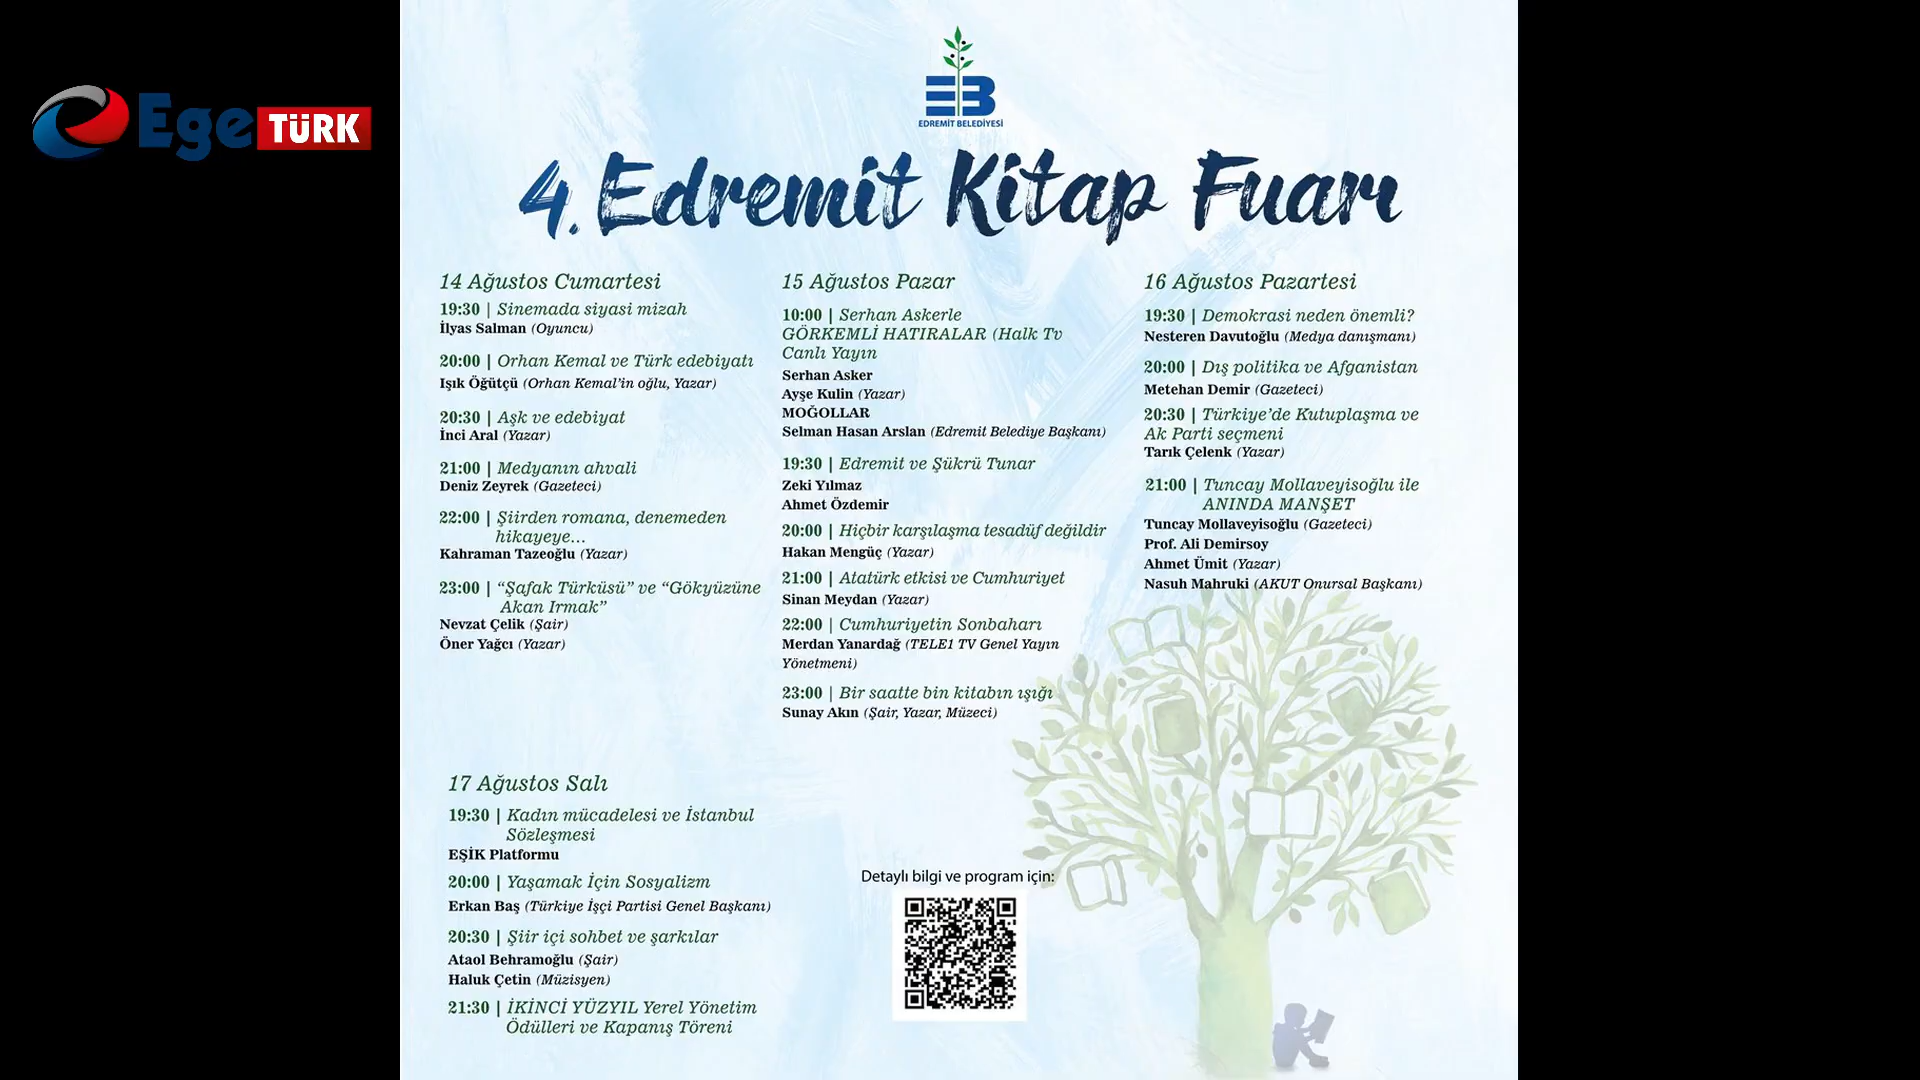 Ege TÜRK
EB
EDREMİT BELEDİYESİ
4. Edremit Kitap Fuarı
14 Ağustos Cumartesi
19:30 | Sinemada siyasi mizah
İlyas Salman (Oyuncu)
20:00 | Orhan Kemal ve Türk edebiyatı
Işık Öğütçü (Orhan Kemal'in oğlu, Yazar)
20:30 | Aşk ve edebiyat
İnci Aral (Yazar)
21:00 | Medyanın ahvali
Deniz Zeyrek (Gazeteci)
22:00 | Şiirden romana, denemeden
hikayeye...
Kahraman Tazeoğlu (Yazar)
23:00 | “Şafak Türküsü” ve “Gökyüzüne
Akan Irmak”
Nevzat Çelik (Şair)
Öner Yağcı (Yazar)
15 Ağustos Pazar
10:00 | Serhan Askerle
GÖRKEMLİ HATIRALAR (Halk Tv
Canlı Yayın
Serhan Asker
Ayşe Kulin (Yazar)
MOĞOLLAR
Selman Hasan Arslan (Edremit Belediye Başkanı)
19:30 | Edremit ve Şükrü Tunar
Zeki Yılmaz
Ahmet Özdemir
20:00 | Hiçbir karşılaşma tesadüf değildir
Hakan Mengüç (Yazar)
21:00 | Atatürk etkisi ve Cumhuriyet
Sinan Meydan (Yazar)
22:00 | Cumhuriyetin Sonbaharı
Merdan Yanardağ (TELE1 TV Genel Yayın
Yönetmeni)
23:00 | Bir saatte bin kitabın ışığı
Sunay Akın (Şair, Yazar, Müzeci)
16 Ağustos Pazartesi
19:30 | Demokrasi neden önemli?
Nesteren Davutoğlu (Medya danışmanı)
20:00 | Dış politika ve Afganistan
Metehan Demir (Gazeteci)
20:30 | Türkiye'de Kutuplaşma ve
Ak Parti seçmeni
Tarık Çelenk (Yazar)
21:00 | Tuncay Mollaveyisoğlu ile
ANINDA MANŞET
Tuncay Mollaveyisoğlu (Gazeteci)
Prof. Ali Demirsoy
Ahmet Ümit (Yazar)
Nasuh Mahruki (AKUT Onursal Başkanı)
17 Ağustos Salı
19:30 | Kadın mücadelesi ve İstanbul
Sözleşmesi
EŞİK Platformu
20:00 | Yaşamak İçin Sosyalizm
Erkan Baş (Türkiye İşçi Partisi Genel Başkanı)
20:30 | Şiir içi sohbet ve şarkılar
Ataol Behramoğlu (Şair)
Haluk Çetin (Müzisyen)
21:30 | İKİNCİ YÜZYIL Yerel Yönetim
Ödülleri ve Kapanış Töreni
Detaylı bilgi ve program için: